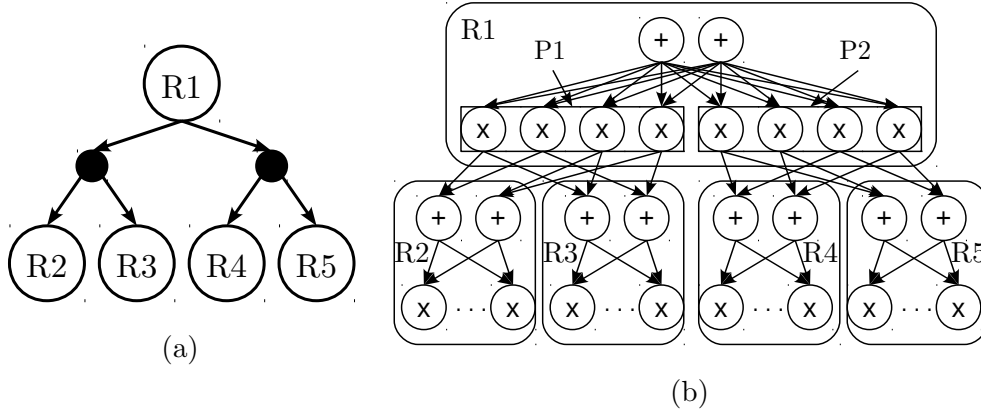 R1
R2 R3 R4 R5
(a)
R1 + +
P1 P2
x x x x x x x x
+ + + + + + + +
R2 R3 R4 R5
x ... x x ... x x ... x x ... x
(b)